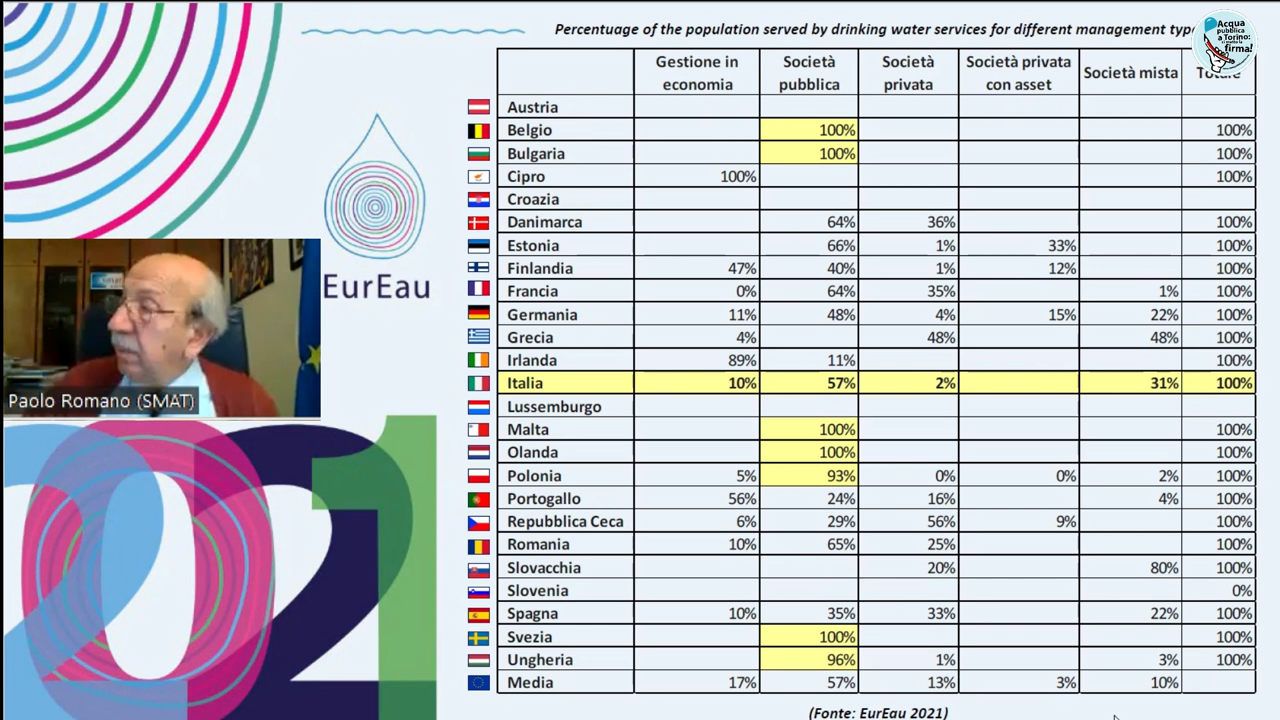 Percentuage of the population served by drinking water services for different management typ
Acqua
pubblica
a Torino:
firma!
Gestione in economia Società pubblica Società privata Società privata con asset Società mista Totale
Austria
Belgio 100% 100%
Bulgaria 100% 100%
Cipro 100% 100%
Croazia
Danimarca 64% 36% 100%
Estonia 66% 1% 33% 100%
Finlandia 47% 40% 1% 12% 100%
Francia 0% 64% 35% 1% 100%
Germania 11% 48% 4% 15% 22% 100%
Grecia 4% 48% 48% 100%
Irlanda 89% 11% 100%
Italia 10% 57% 2% 31% 100%
Lussemburgo
Malta 100% 100%
Olanda 100% 100%
Polonia 5% 93% 0% 0% 2% 100%
Portogallo 56% 24% 16% 4% 100%
Repubblica Ceca 6% 29% 56% 9% 100%
Romania 10% 65% 25% 100%
Slovacchia 20% 80% 100%
Slovenia 0%
Spagna 10% 35% 33% 22% 100%
Svezia 100% 100%
Ungheria 96% 1% 3% 100%
Media 17% 57% 13% 3% 10%
(Fonte: EurEau 2021)
EurEau
Paolo Romano (SMAT)
2021